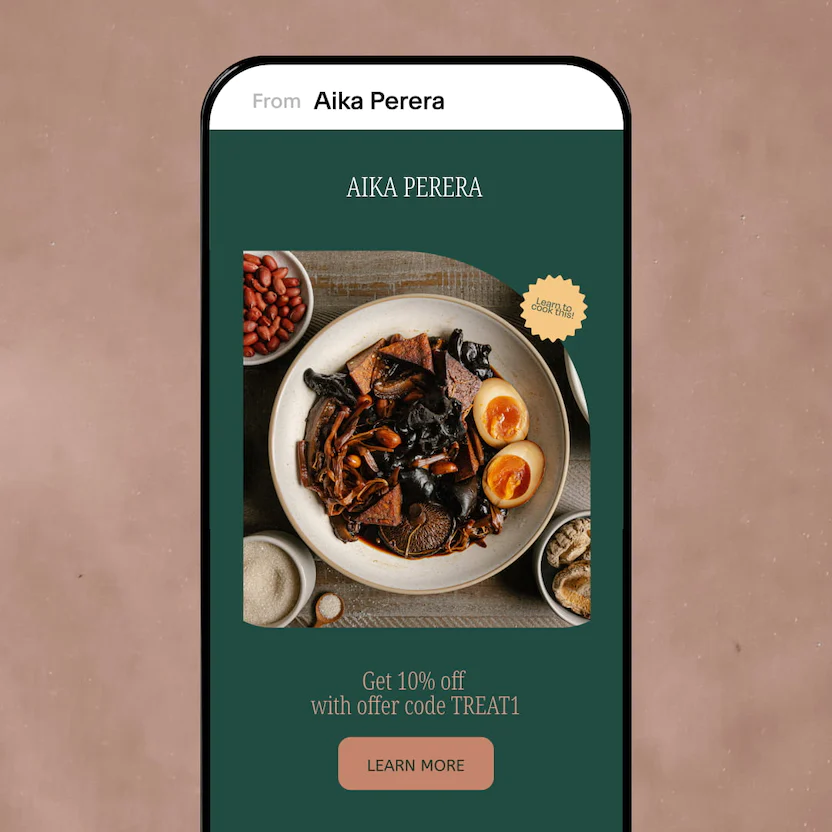 From Aika Perera
AIKA PERERA
Learn to
cook this!
Get 10% off
with offer code TREAT1
LEARN MORE